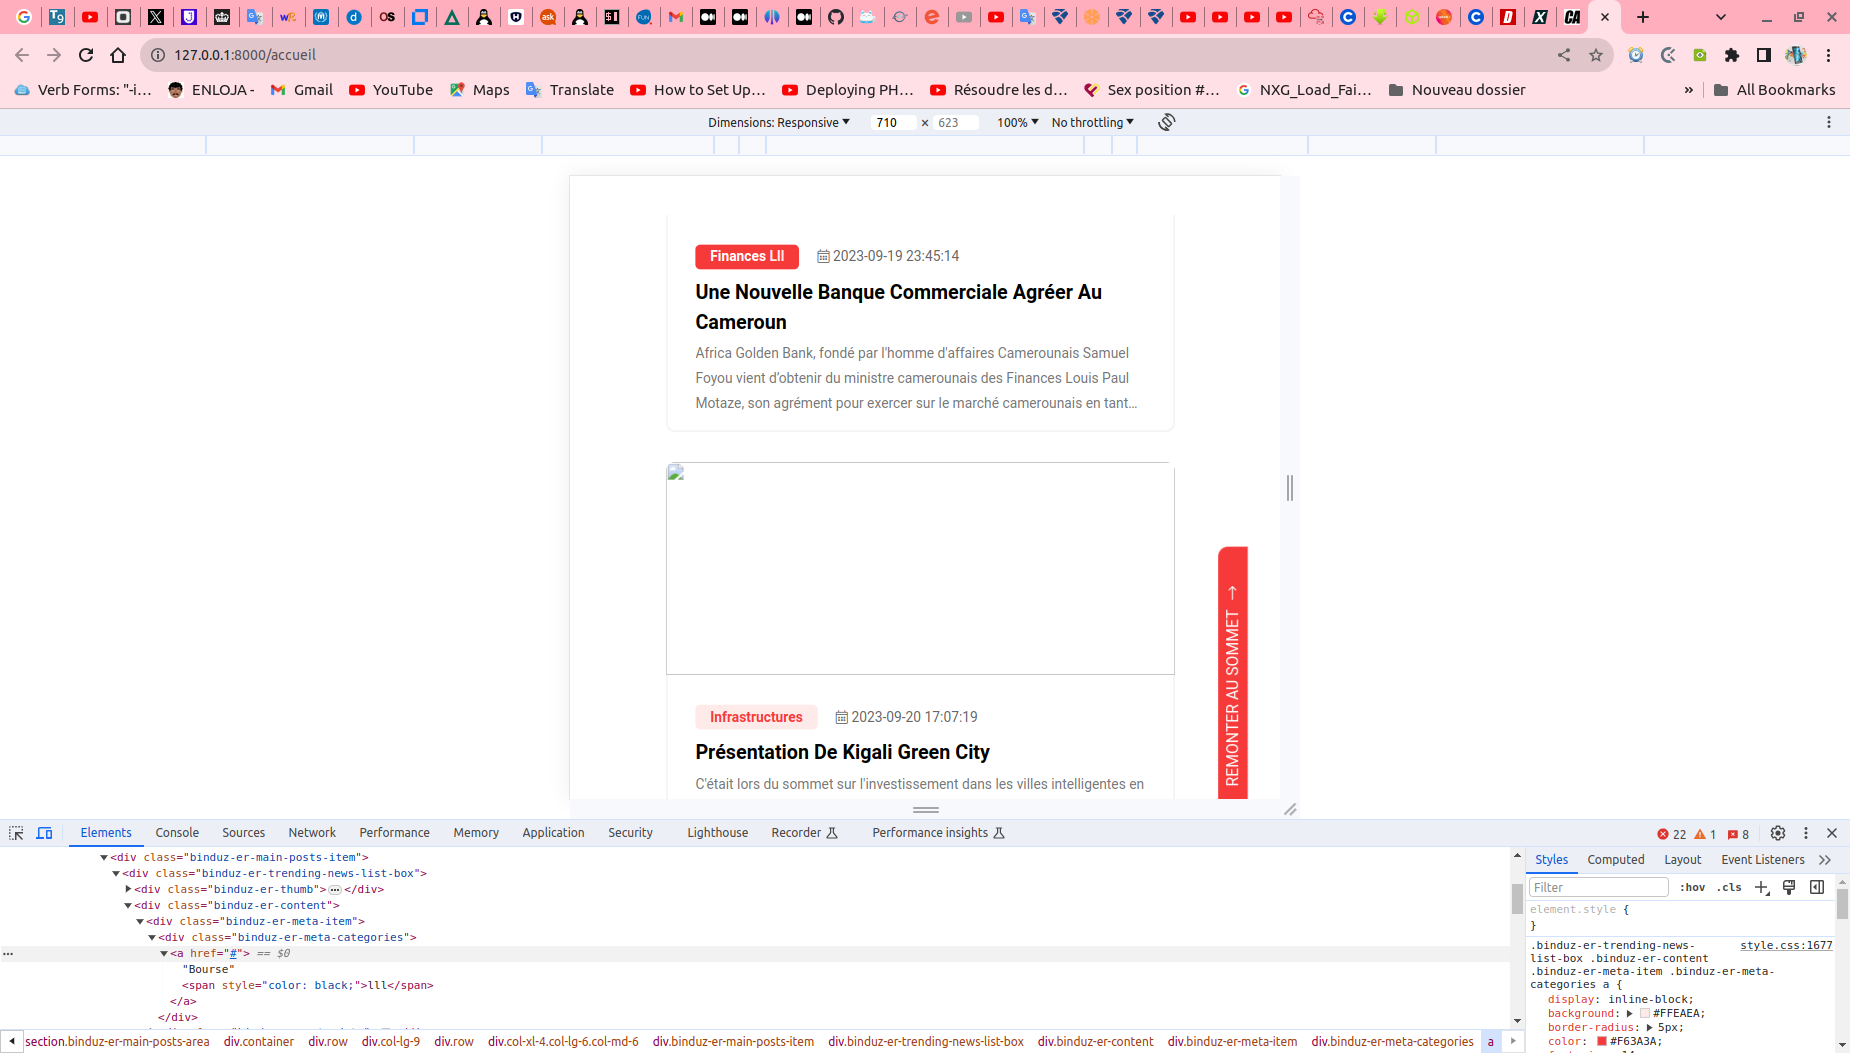 127.0.0.1:8000/accueil
Verb Forms: "-i...
ENLOJA -
Gmail
YouTube
Maps
Translate
How to Set Up...
Deploying PH...
Résoudre les d...
Sex position #...
NXG_Load_Fai...
Nouveau dossier
»
All Bookmarks
Dimensions: Responsive
710 × 623
100%
No throttling
Finances Lll
2023-09-19 23:45:14
Une Nouvelle Banque Commerciale Agréer Au
Cameroun
Africa Golden Bank, fondé par l'homme d'affaires Camerounais Samuel
Foyou vient d’obtenir du ministre camerounais des Finances Louis Paul
Motaze, son agrément pour exercer sur le marché camerounais en tant...
Infrastructures
2023-09-20 17:07:19
Présentation De Kigali Green City
C'était lors du sommet sur l'investissement dans les villes intelligentes en
REMONTER AU SOMMET →
Elements
Console
Sources
Network
Performance
Memory
Application
Security
Lighthouse
Recorder
Performance insights
22
1
8
<div class="binduz-er-main-posts-item">
<div class="binduz-er-trending-news-list-box">
<div class="binduz-er-thumb">…</div>
<div class="binduz-er-content">
<div class="binduz-er-meta-item">
<div class="binduz-er-meta-categories">
<a href="#"> == $0
"Bourse"
<span style="color: black;">lll</span>
</a>
</div>
section.binduz-er-main-posts-area
div.container
div.row
div.col-lg-9
div.row
div.col-xl-4.col-lg-6.col-md-6
div.binduz-er-main-posts-item
div.binduz-er-trending-news-list-box
div.binduz-er-content
div.binduz-er-meta-item
div.binduz-er-meta-categories
a
Styles
Computed
Layout
Event Listeners
Filter
:hov
.cls
element.style {
}
.binduz-er-trending-news-
style.css:1677
list-box .binduz-er-content
.binduz-er-meta-item .binduz-er-meta-
categories a {
display: inline-block;
background: #FFEAEA;
border-radius: 5px;
color: #F63A3A;